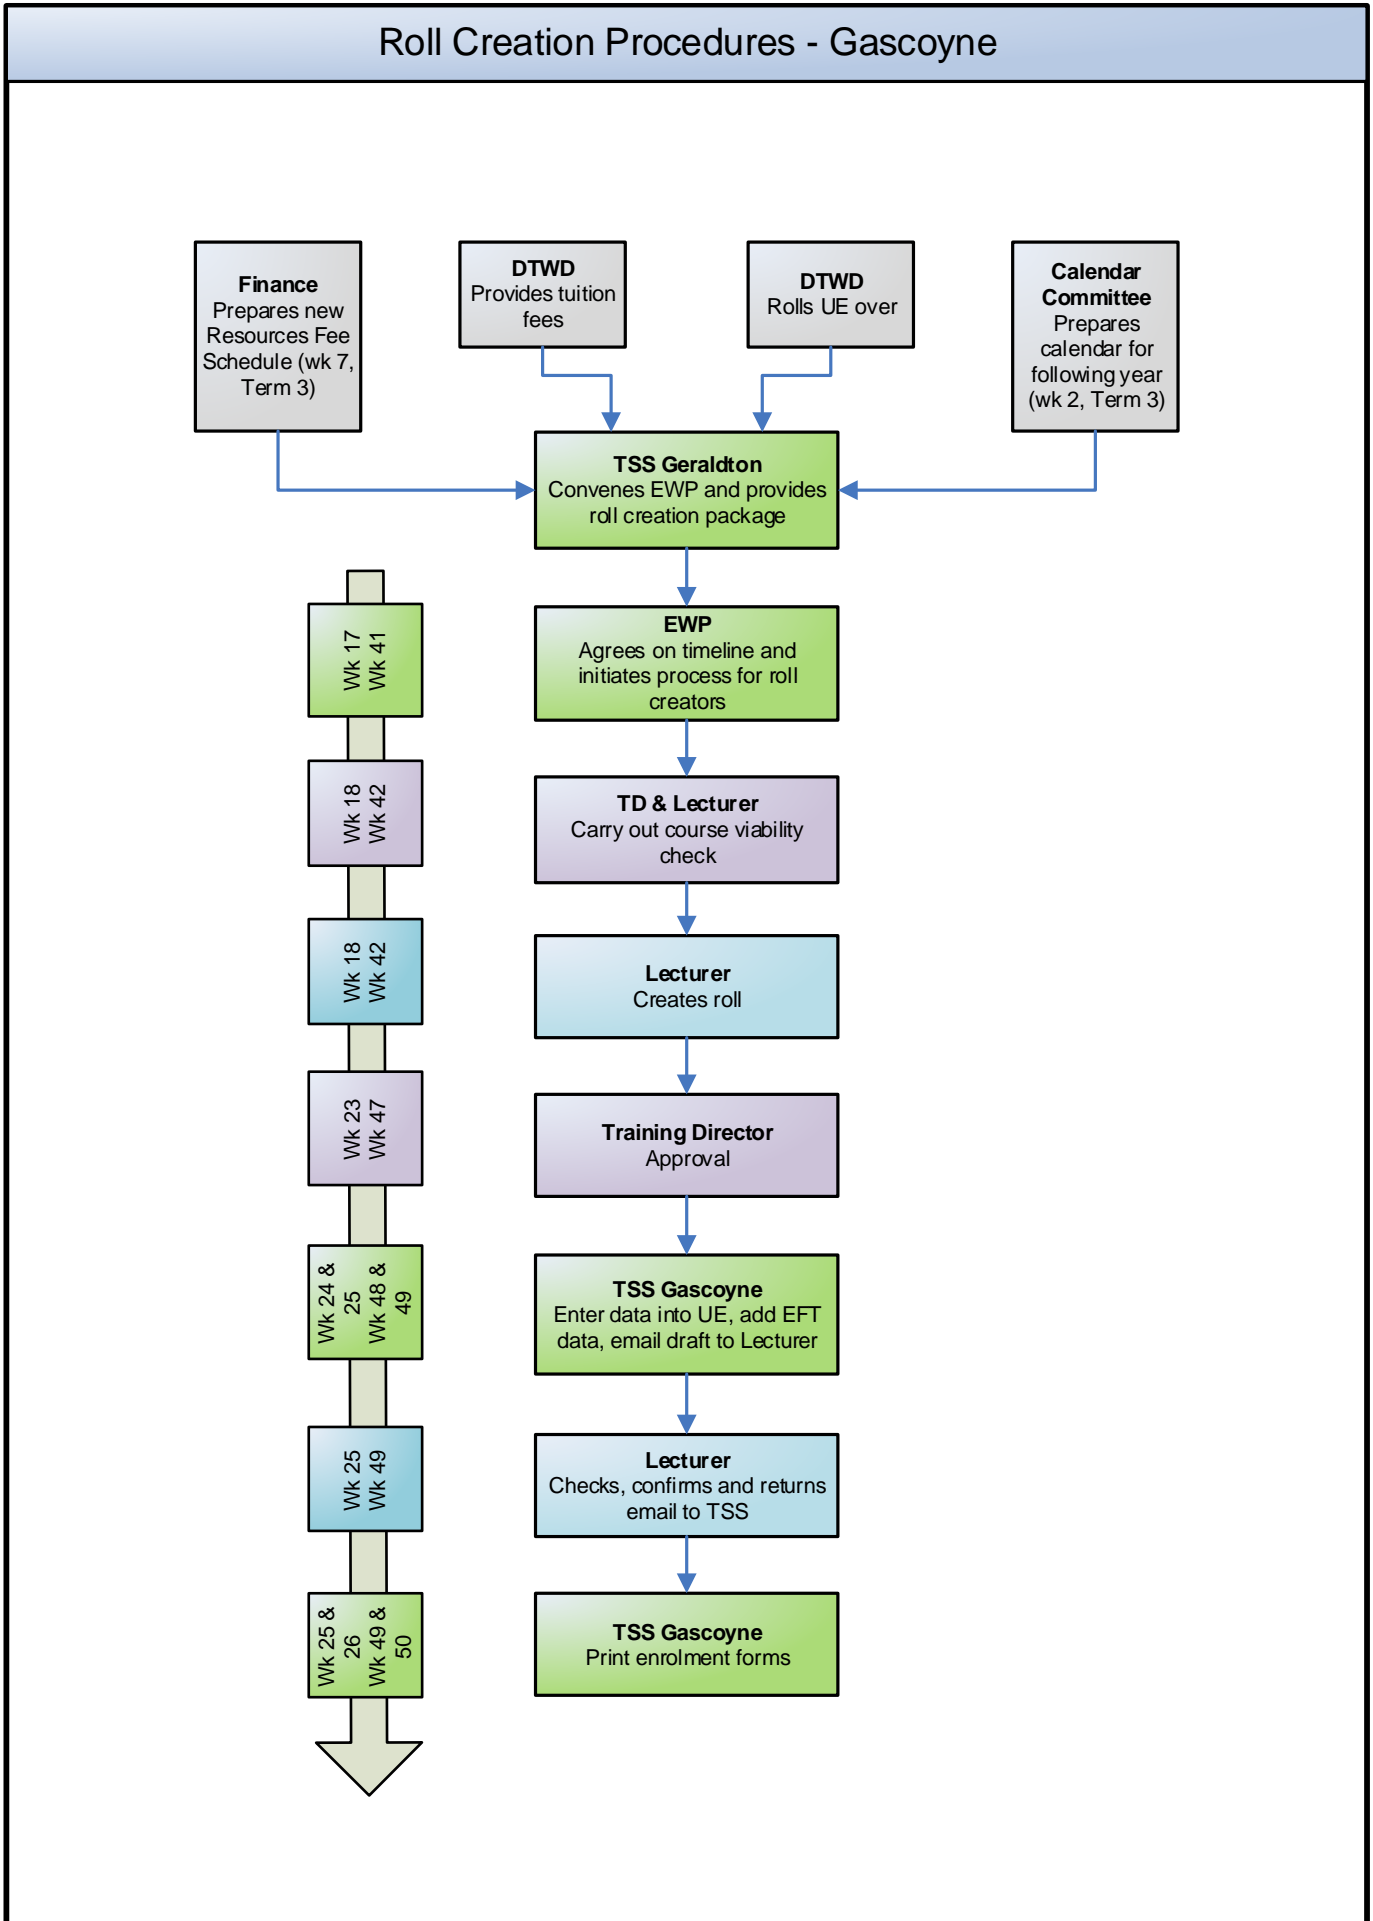 Roll Creation Procedures - Gascoyne
Finance
Prepares new
Resources Fee
Schedule (wk 7,
Term 3)
DTWD
Provides tuition
fees
DTWD
Rolls UE over
Calendar
Committee
Prepares
calendar for
following year
(wk 2, Term 3)
TSS Geraldton
Convenes EWP and provides
roll creation package
Wk 17
Wk 41
EWP
Agrees on timeline and
initiates process for roll
creators
Wk 18
Wk 42
TD & Lecturer
Carry out course viability
check
Wk 18
Wk 42
Lecturer
Creates roll
Wk 23
Wk 47
Training Director
Approval
Wk 24 &
25
Wk 48 &
49
TSS Gascoyne
Enter data into UE, add EFT
data, email draft to Lecturer
Wk 25
Wk 49
Lecturer
Checks, confirms and returns
email to TSS
Wk 25 &
26
Wk 49 &
50
TSS Gascoyne
Print enrolment forms